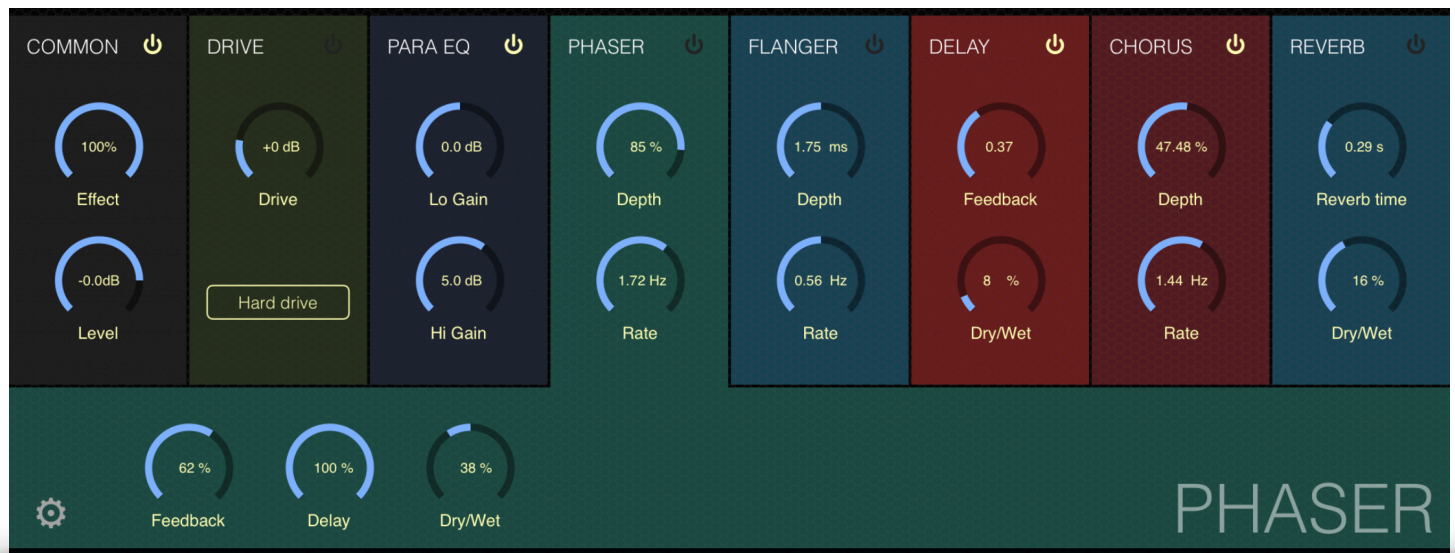 COMMON DRIVE PARA EQ PHASER FLANGER DELAY CHORUS REVERB
100% +0 dB 0.0 dB 85 % 1.75 ms 0.37 47.48 % 0.29 s
Effect Drive Lo Gain Depth Depth Feedback Depth Reverb time
-0.0dB Hard drive 5.0 dB 1.72 Hz 0.56 Hz 8 % 1.44 Hz 16 %
Level Hi Gain Rate Rate Dry/Wet Rate Dry/Wet
62 % 100 % 38 %
Feedback Delay Dry/Wet
PHASER